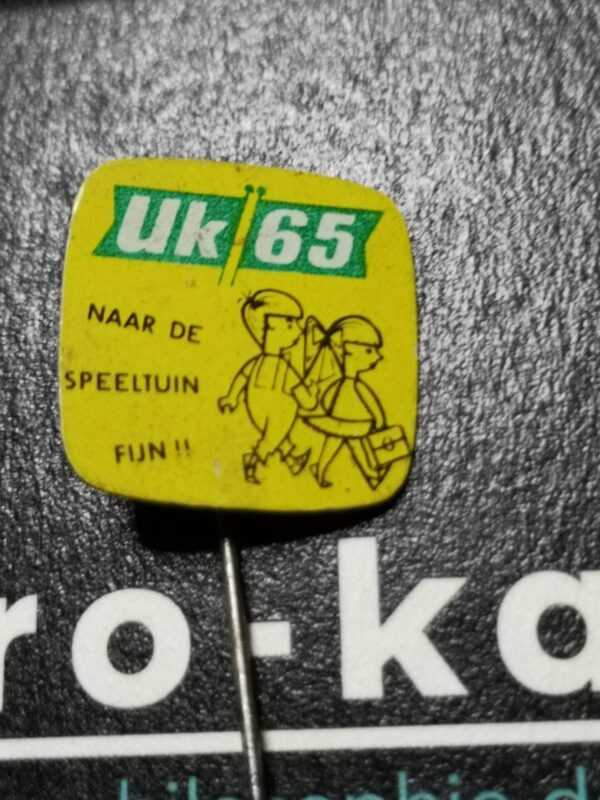 Uk 65
NAAR DE
SPEELTUIN
FIJN !!
ro-ka